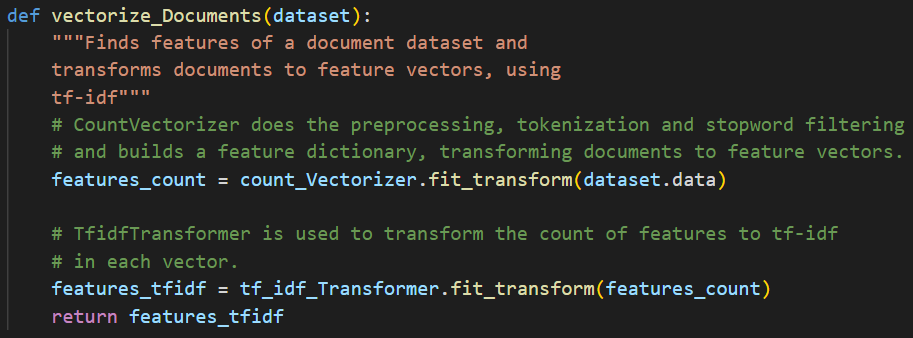 def vectorize_Documents(dataset):
    """Finds features of a document dataset and
    transforms documents to feature vectors, using
    tf-idf"""
    # CountVectorizer does the preprocessing, tokenization and stopword filtering
    # and builds a feature dictionary, transforming documents to feature vectors.
    features_count = count_Vectorizer.fit_transform(dataset.data)

    # TfidfTransformer is used to transform the count of features to tf-idf
    # in each vector.
    features_tfidf = tf_idf_Transformer.fit_transform(features_count)
    return features_tfidf